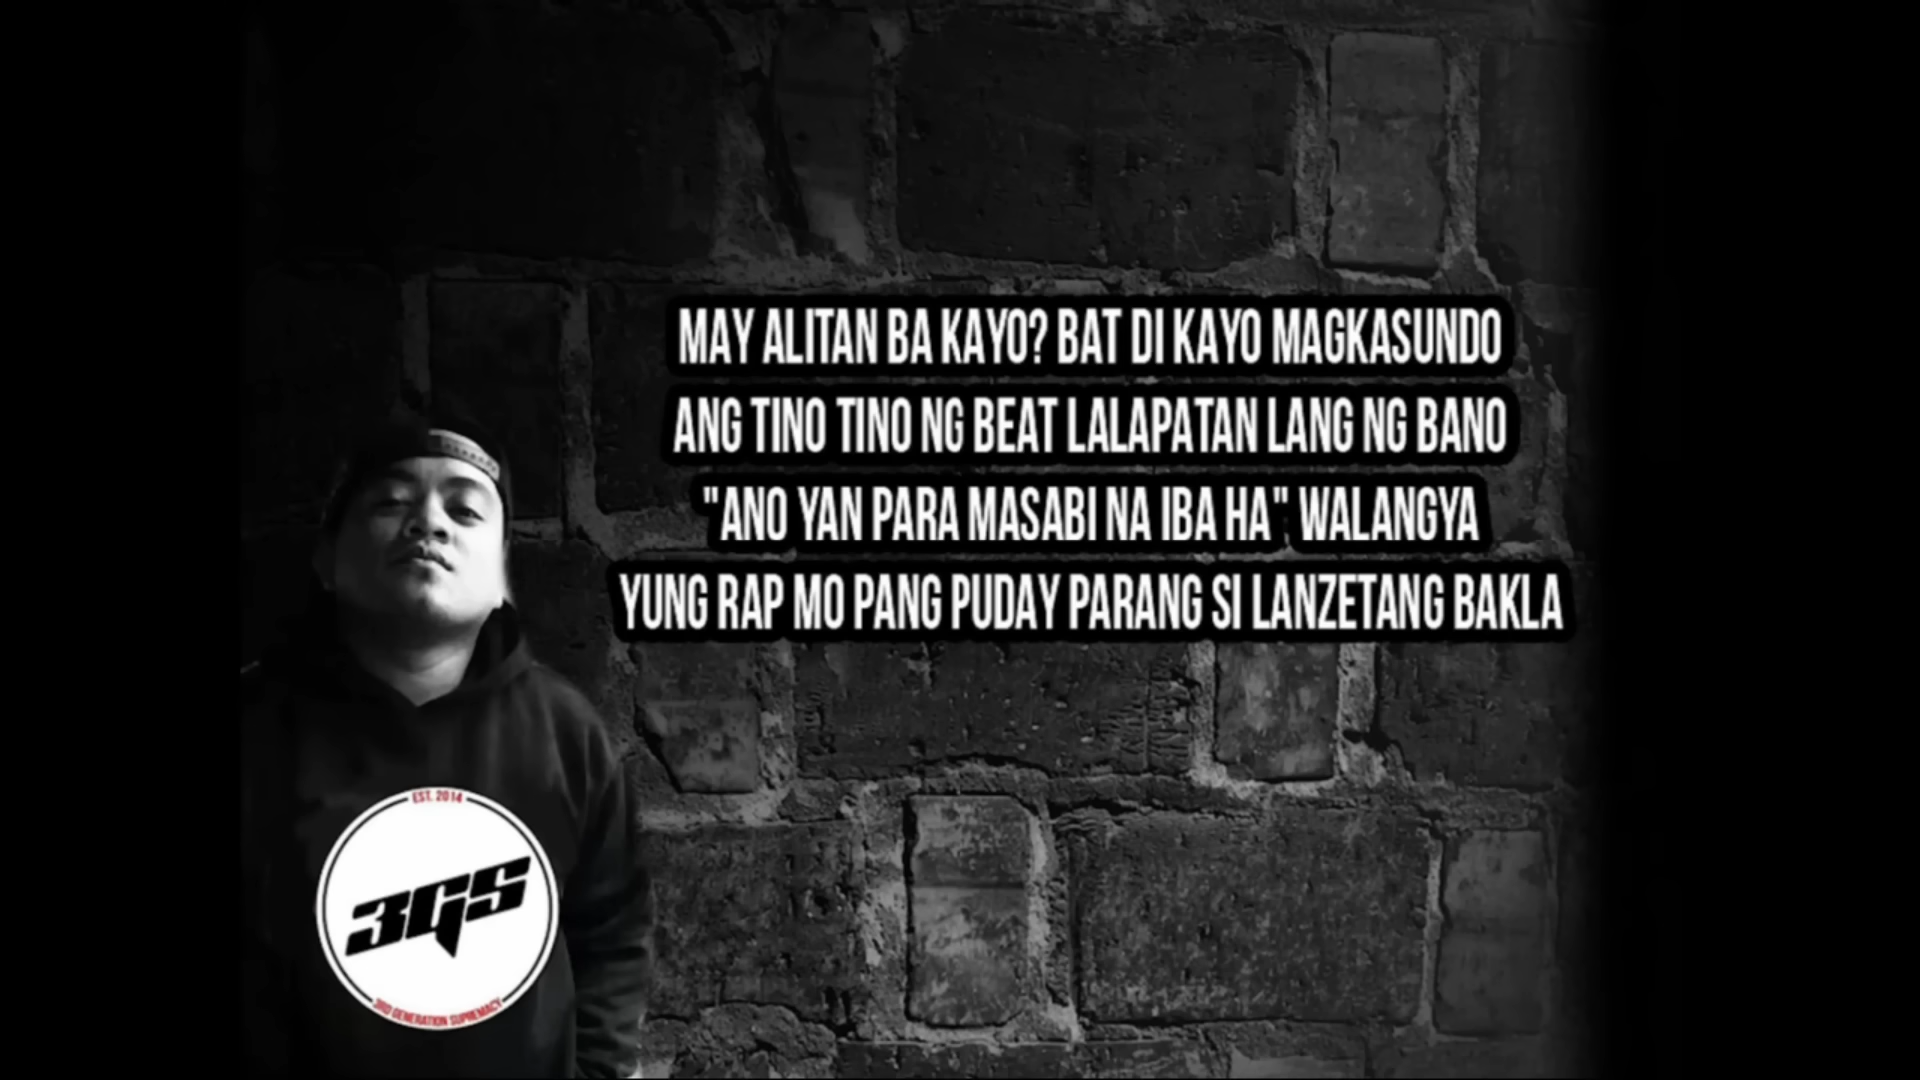 MAY ALITAN BA KAYO? BAT DI KAYO MAGKASUNDO
ANG TINO TINO NG BEAT LALAPATAN LANG NG BANO
"ANO YAN PARA MASABI NA IBA HA" WALANGYA
YUNG RAP MO PANG PUDAY PARANG SI LANZETANG BAKLA
EST. 2014
3GS
3RD GENERATION SUPREMACY